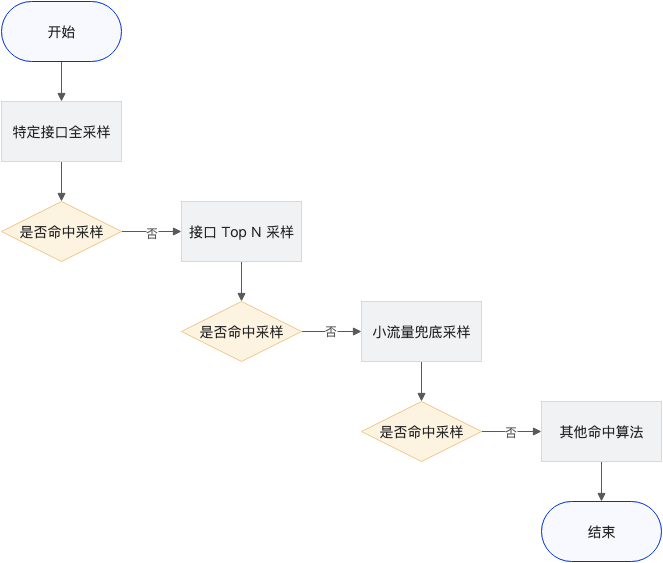 开始
特定接口全采样
是否命中采样
否
接口 Top N 采样
是否命中采样
否
小流量兜底采样
是否命中采样
否
其他命中算法
结束